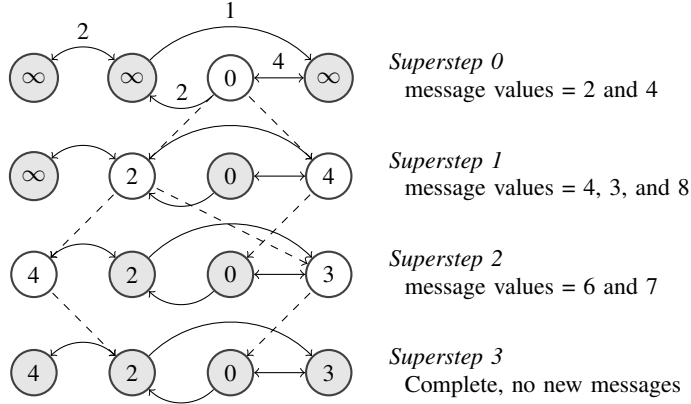 1
2
∞ ∞ 0 4 ∞
2
Superstep 0
message values = 2 and 4
∞ 2 0 4
Superstep 1
message values = 4, 3, and 8
4 2 0 3
Superstep 2
message values = 6 and 7
4 2 0 3
Superstep 3
Complete, no new messages